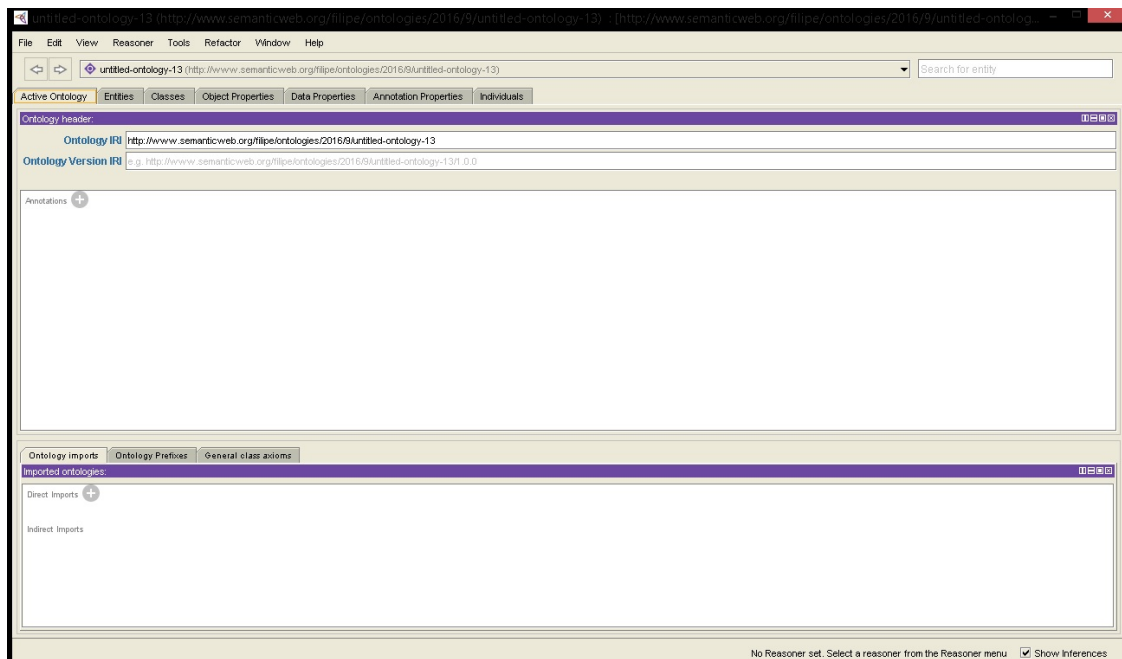 untitled-ontology-13 (http://www.semanticweb.org/filipe/ontologies/2016/9/untitled-ontology-13) : [http://www.semanticweb.org/filipe/ontologies/2016/9/untitled-ontolog...
File Edit View Reasoner Tools Refactor Window Help
untitled-ontology-13 (http://www.semanticweb.org/filipe/ontologies/2016/9/untitled-ontology-13) Search for entity
Active Ontology Entities Classes Object Properties Data Properties Annotation Properties Individuals
Ontology header:
Ontology IRI http://www.semanticweb.org/filipe/ontologies/2016/9/untitled-ontology-13
Ontology Version IRI e.g. http://www.semanticweb.org/filipe/ontologies/2016/9/untitled-ontology-13/1.0.0
Annotations
Ontology imports Ontology Prefixes General class axioms
Imported ontologies:
Direct Imports
Indirect Imports
No Reasoner set. Select a reasoner from the Reasoner menu Show Inferences